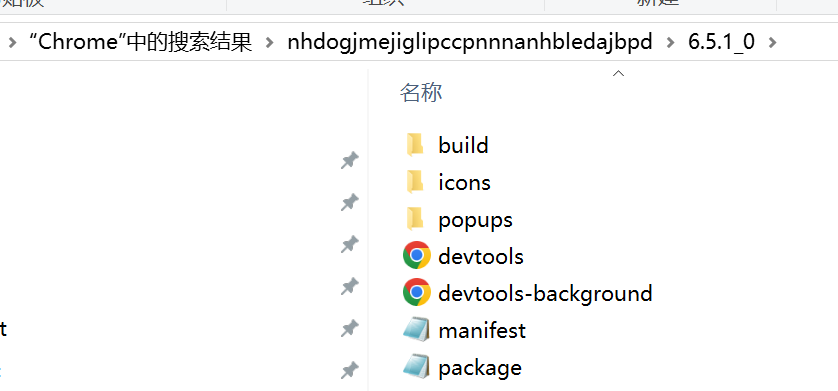 “Chrome”中的搜索结果 > nhdogjmejiglipccpnnnanhbledajbpd > 6.5.1_0 >
名称
build
icons
popups
devtools
devtools-background
manifest
package